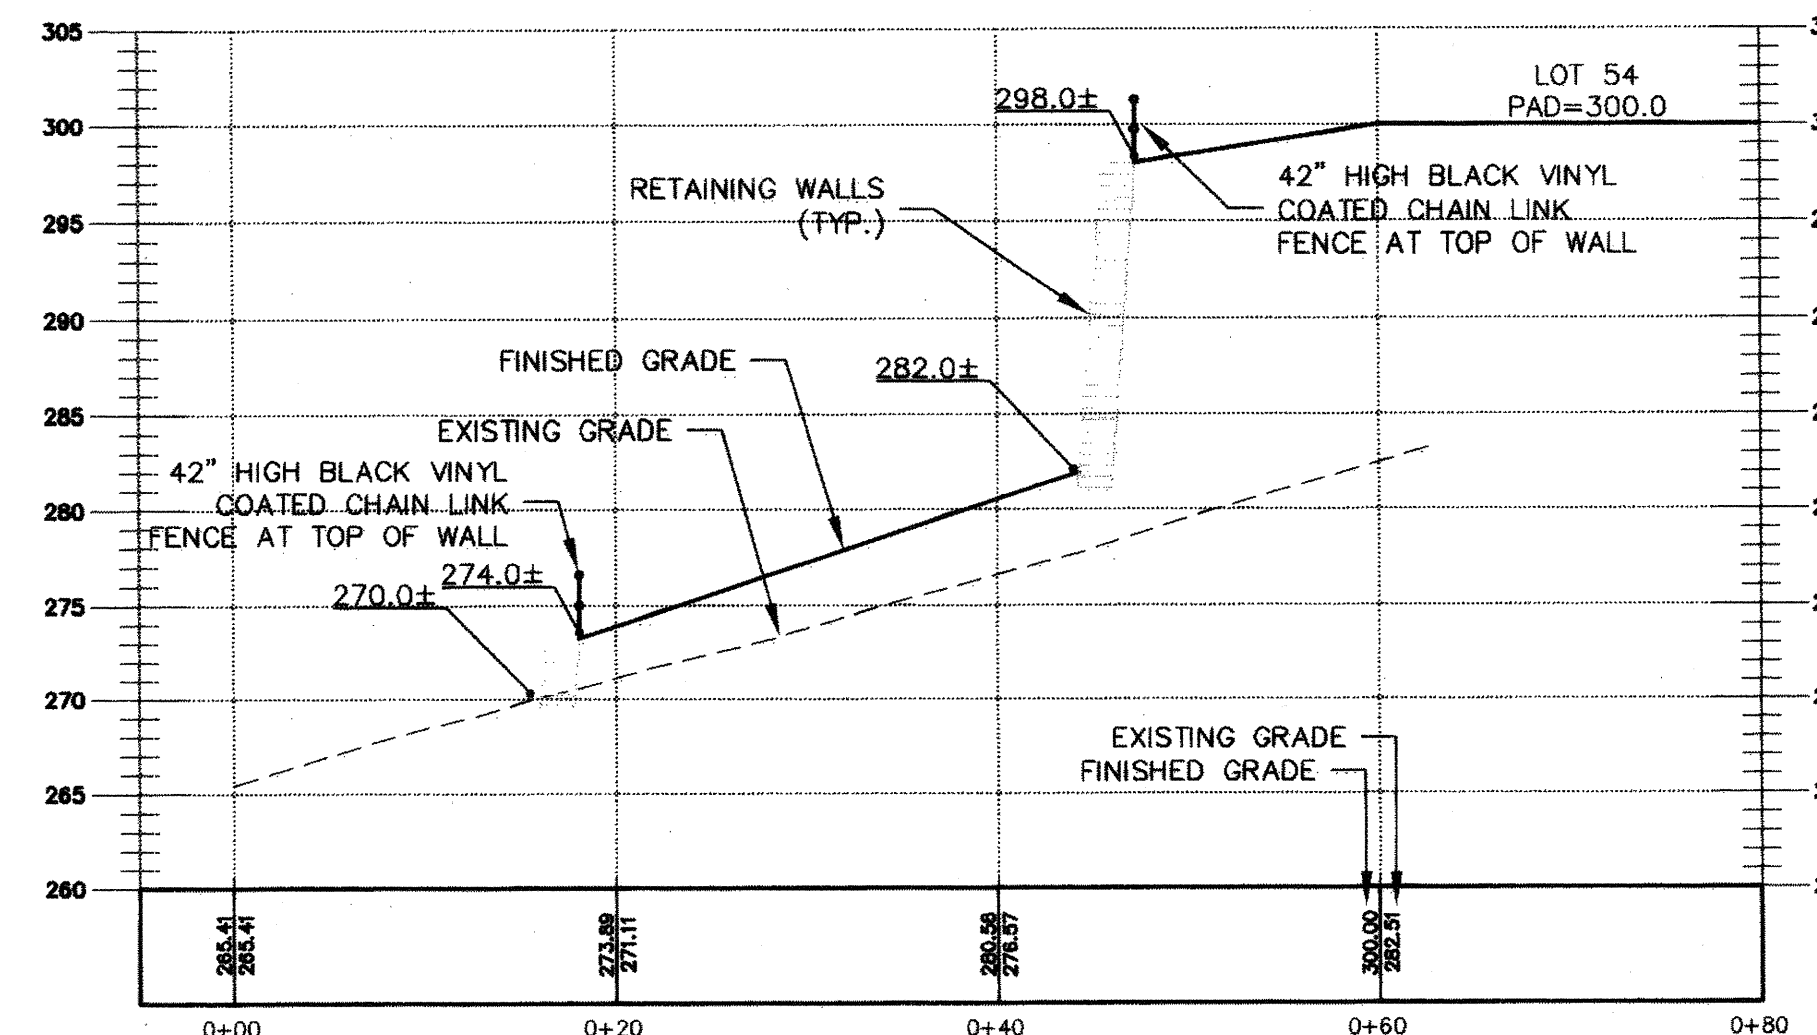 305
300
295
290
285
280
275
270
265
260
LOT 54
PAD=300.0
298.0±
42" HIGH BLACK VINYL
COATED CHAIN LINK
FENCE AT TOP OF WALL
RETAINING WALLS
(TYP.)
FINISHED GRADE
282.0±
EXISTING GRADE
42" HIGH BLACK VINYL
COATED CHAIN LINK
FENCE AT TOP OF WALL
274.0±
270.0±
EXISTING GRADE
FINISHED GRADE
265.41
265.41
273.89
271.11
280.56
276.57
300.00
282.51
0+00
0+20
0+40
0+60
0+80